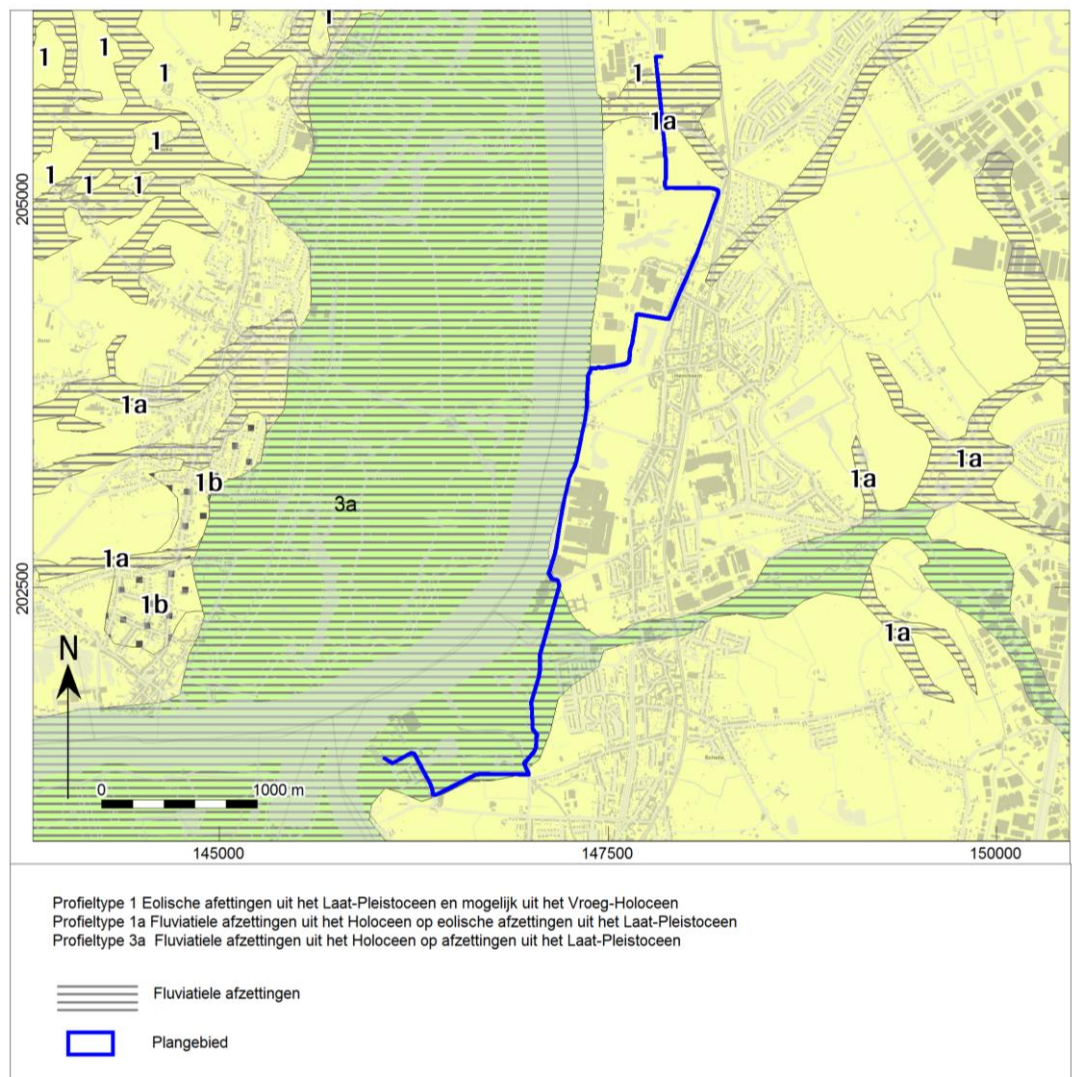 1
1
1
1
1
1a
1
1
1
1
205000
1a
1b
1a
1a
3a
1a
202500
1b
1a
N
0
1000 m
145000
147500
150000
Profieltype 1 Eolische afettingen uit het Laat-Pleistoceen en mogelijk uit het Vroeg-Holoceen
Profieltype 1a Fluviatiele afzettingen uit het Holoceen op eolische afzettingen uit het Laat-Pleistoceen
Profieltype 3a Fluviatiele afzettingen uit het Holoceen op afzettingen uit het Laat-Pleistoceen
Fluviatiele afzettingen
Plangebied